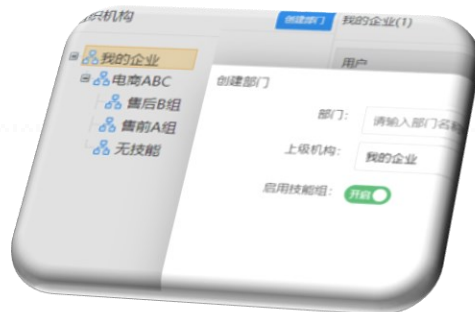 织机构
创建部门
我的企业(1)
我的企业
用户
电商ABC
创建部门
售后B组
部门：
请输入部门名称
售前A组
上级机构：
我的企业
无技能
启用技能组：
开启